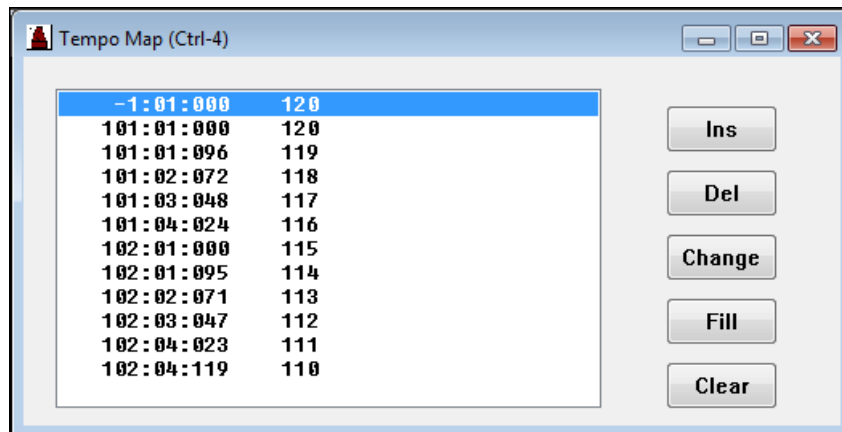 Tempo Map (Ctrl-4)
-1:01:000 120
101:01:000 120
101:01:096 119
101:02:072 118
101:03:048 117
101:04:024 116
102:01:000 115
102:01:095 114
102:02:071 113
102:03:047 112
102:04:023 111
102:04:119 110
Ins
Del
Change
Fill
Clear